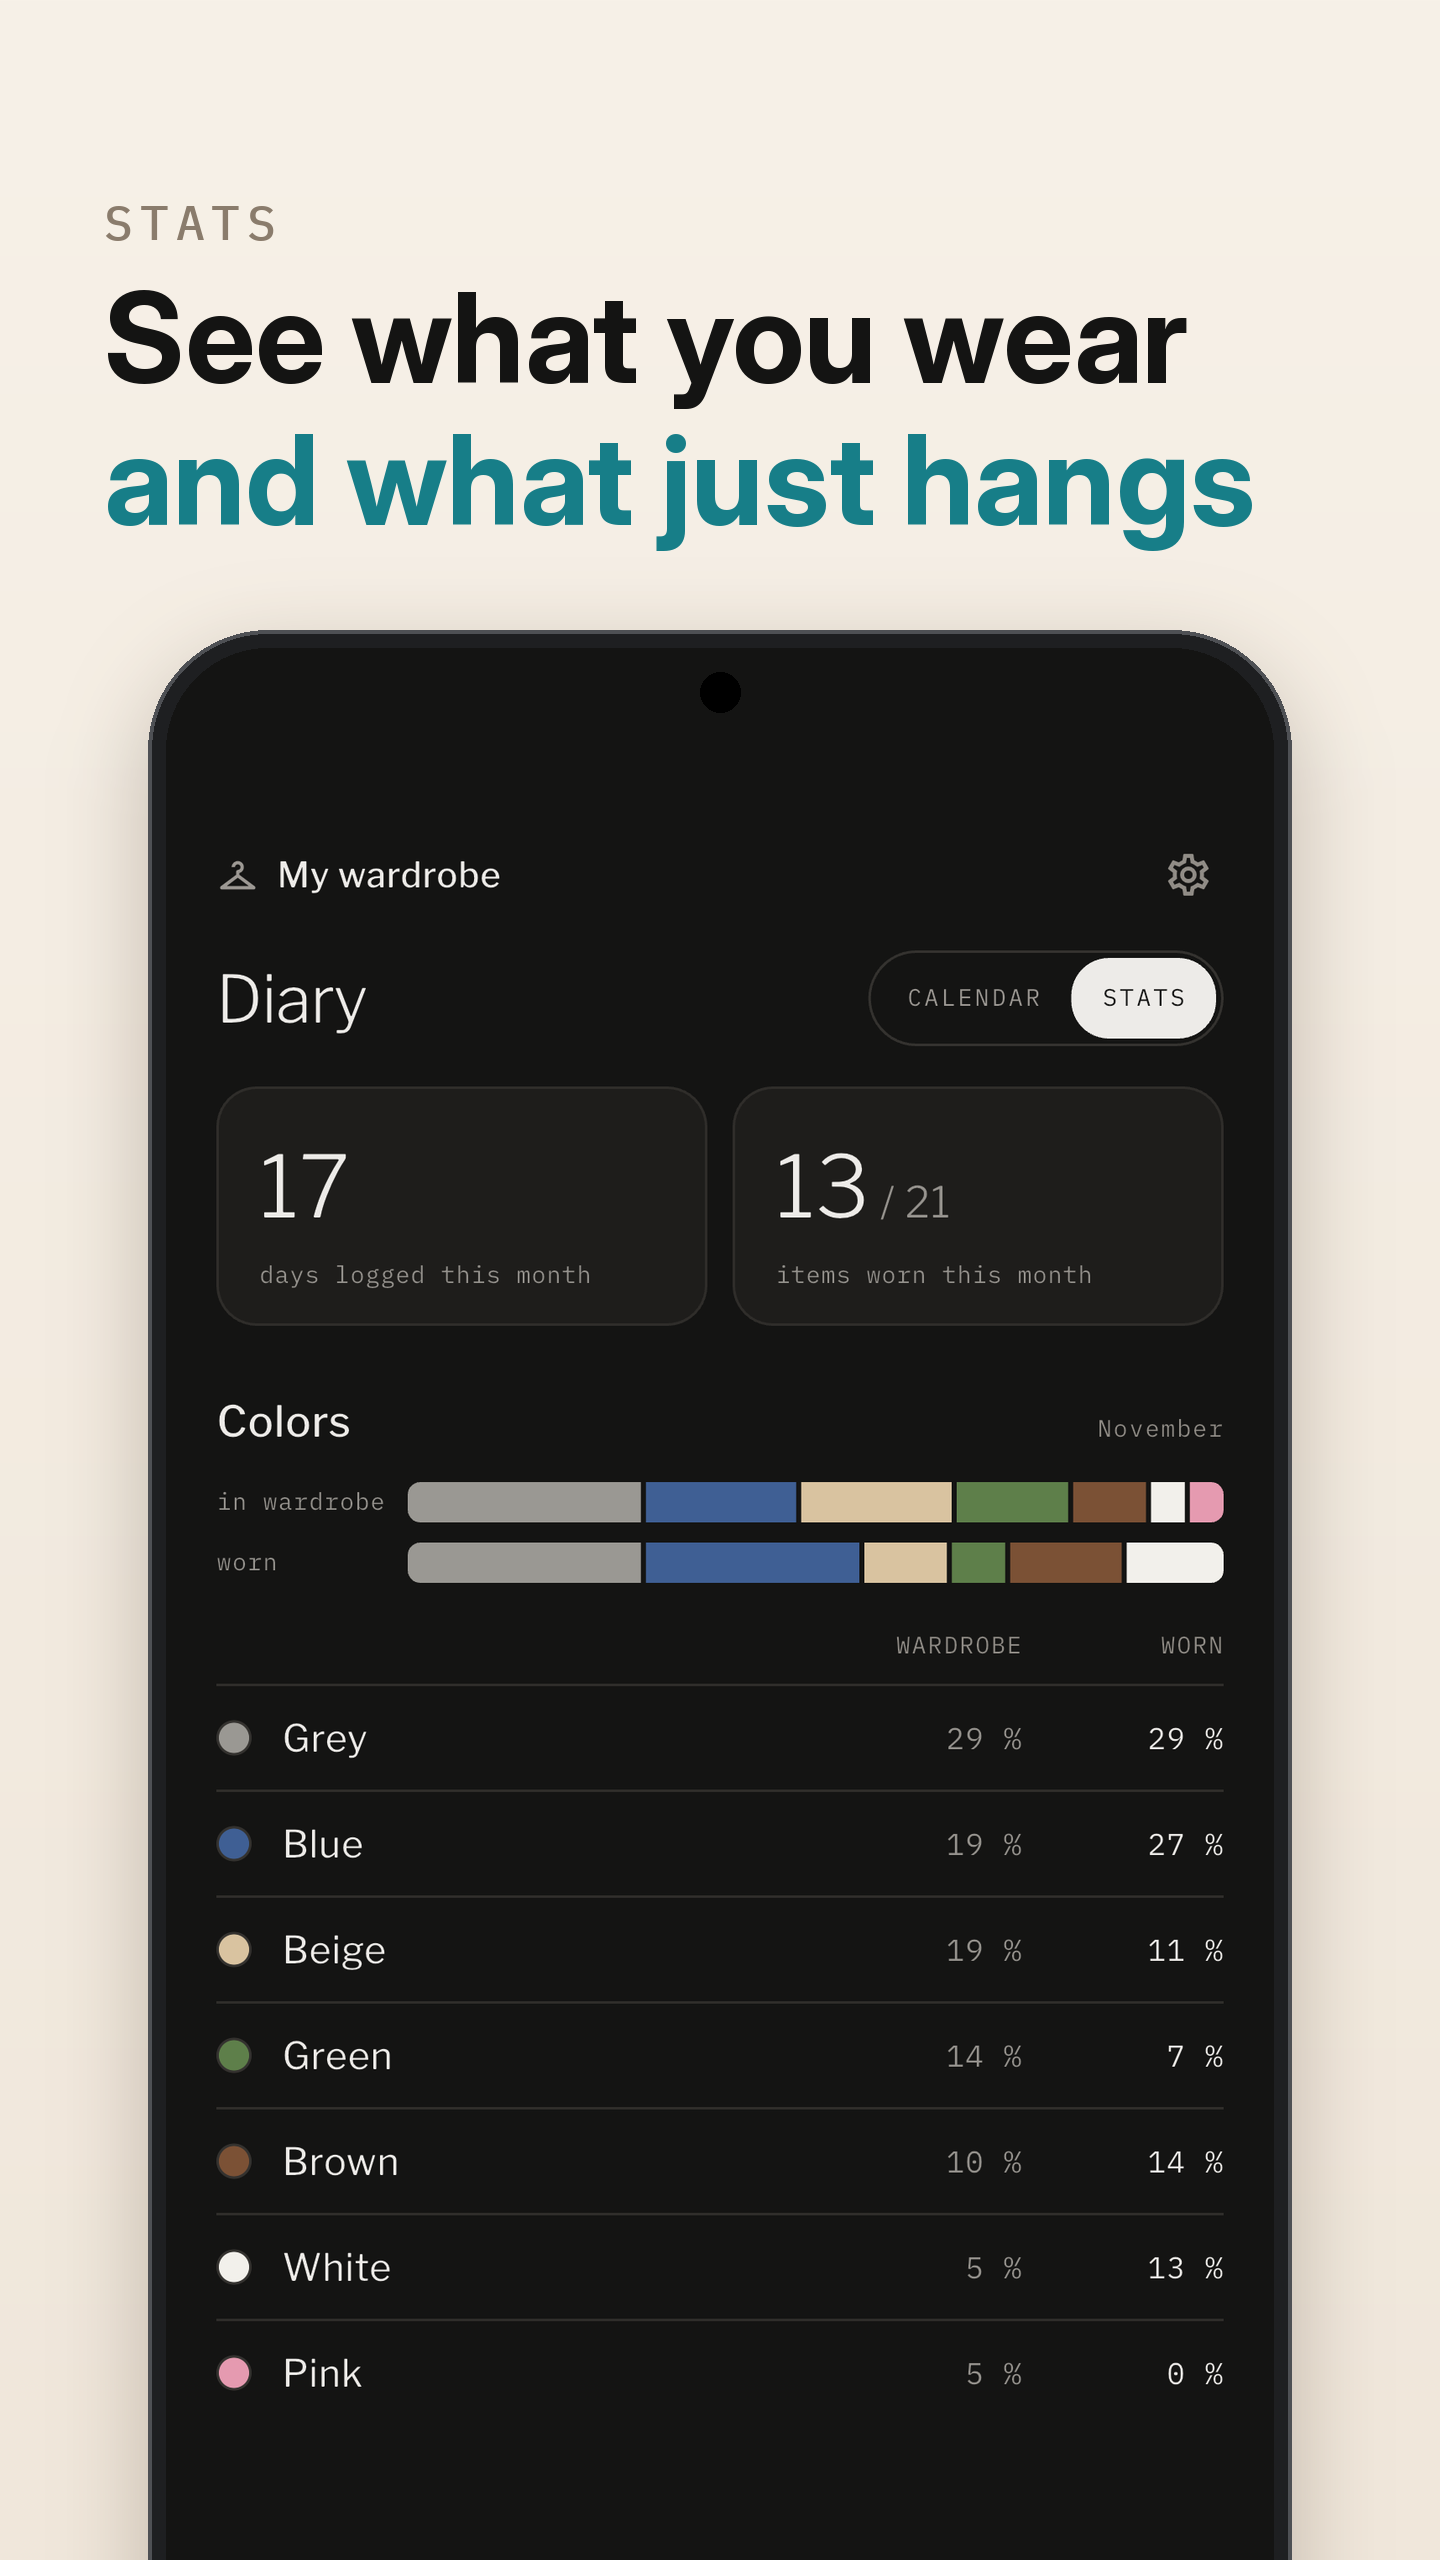 STATS
See what you wear
and what just hangs
My wardrobe
Diary
CALENDAR
STATS
17
days logged this month
13 / 21
items worn this month
Colors
November
in wardrobe
worn
WARDROBE WORN
Grey 29 % 29 %
Blue 19 % 27 %
Beige 19 % 11 %
Green 14 % 7 %
Brown 10 % 14 %
White 5 % 13 %
Pink 5 % 0 %